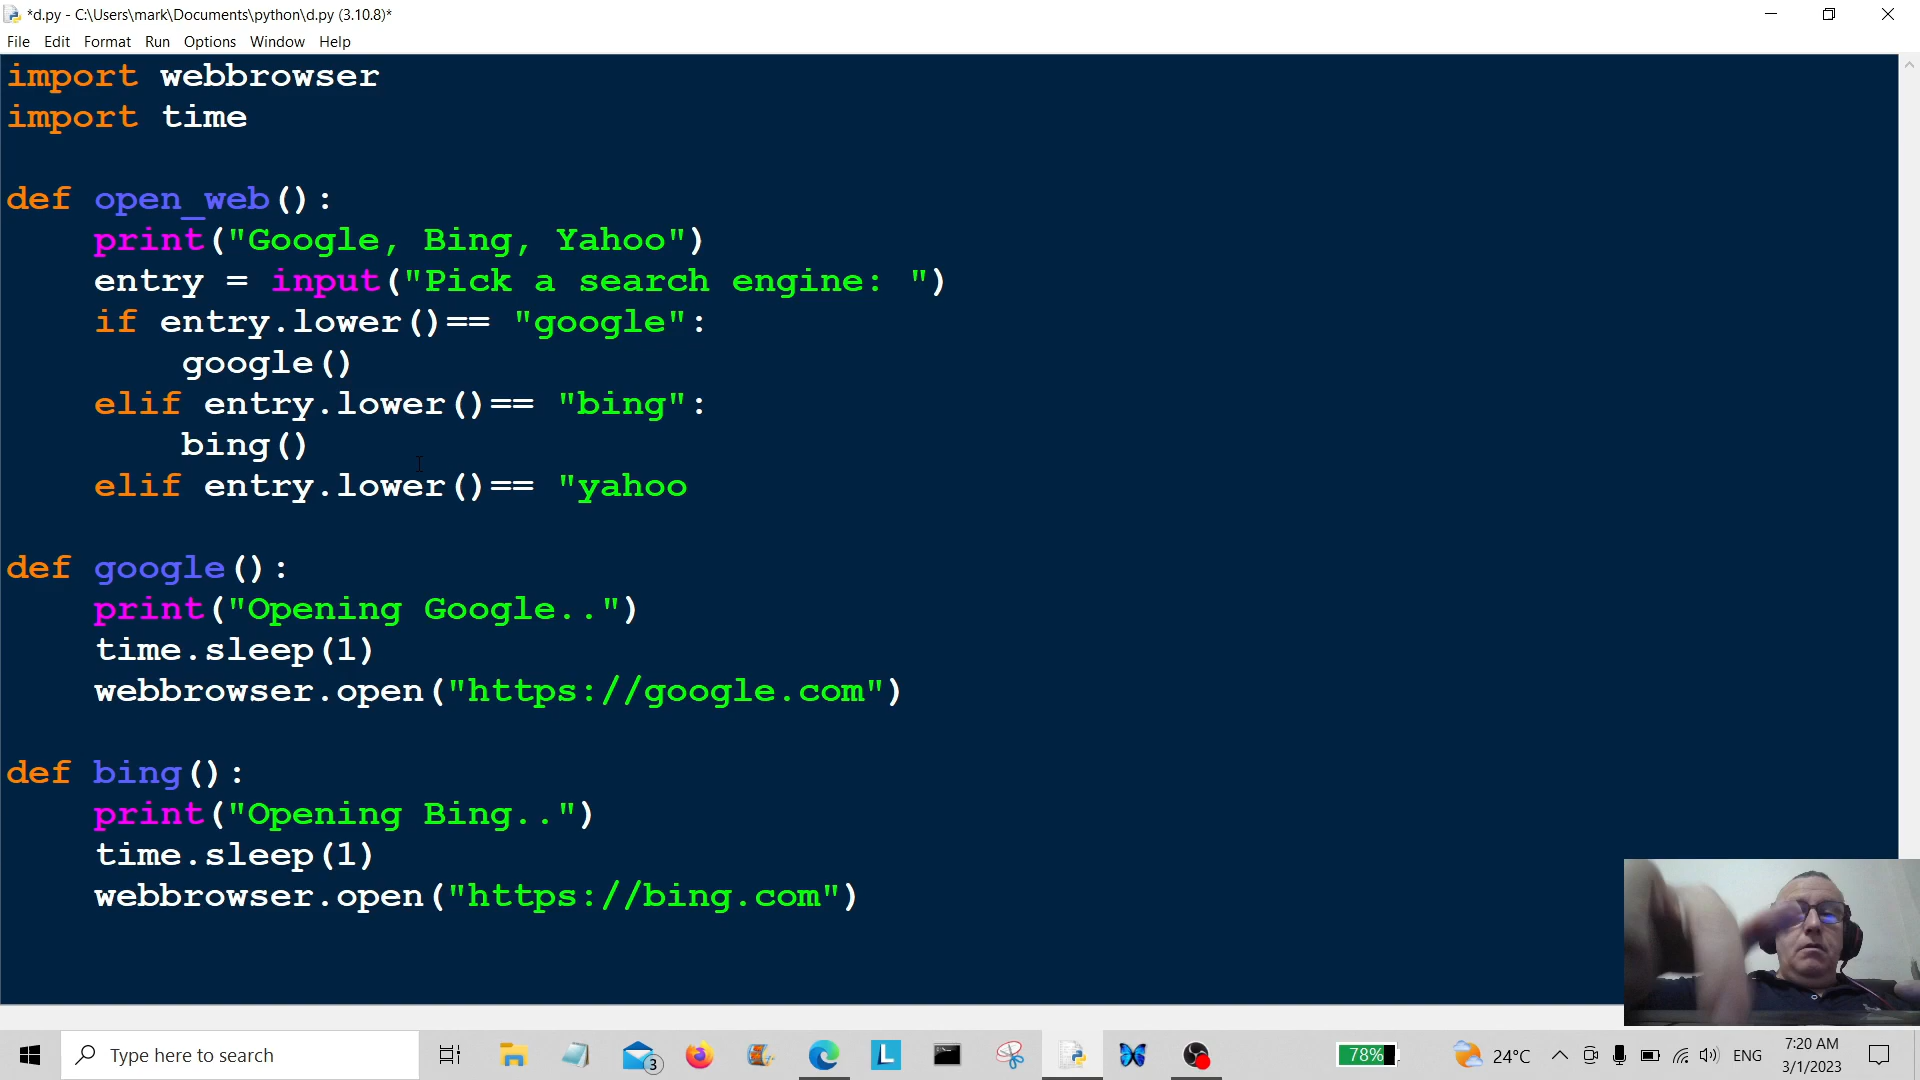 *d.py - C:\Users\mark\Documents\python\d.py (3.10.8)*
File Edit Format Run Options Window Help
import webbrowser
import time
def open_web():
    print("Google, Bing, Yahoo")
    entry = input("Pick a search engine: ")
    if entry.lower()== "google":
        google()
    elif entry.lower()== "bing":
        bing()
    elif entry.lower()== "yahoo
def google():
    print("Opening Google..")
    time.sleep(1)
    webbrowser.open("https://google.com")
def bing():
    print("Opening Bing..")
    time.sleep(1)
    webbrowser.open("https://bing.com")
Type here to search
3
L
78%
24°C
ENG
7:20 AM
3/1/2023